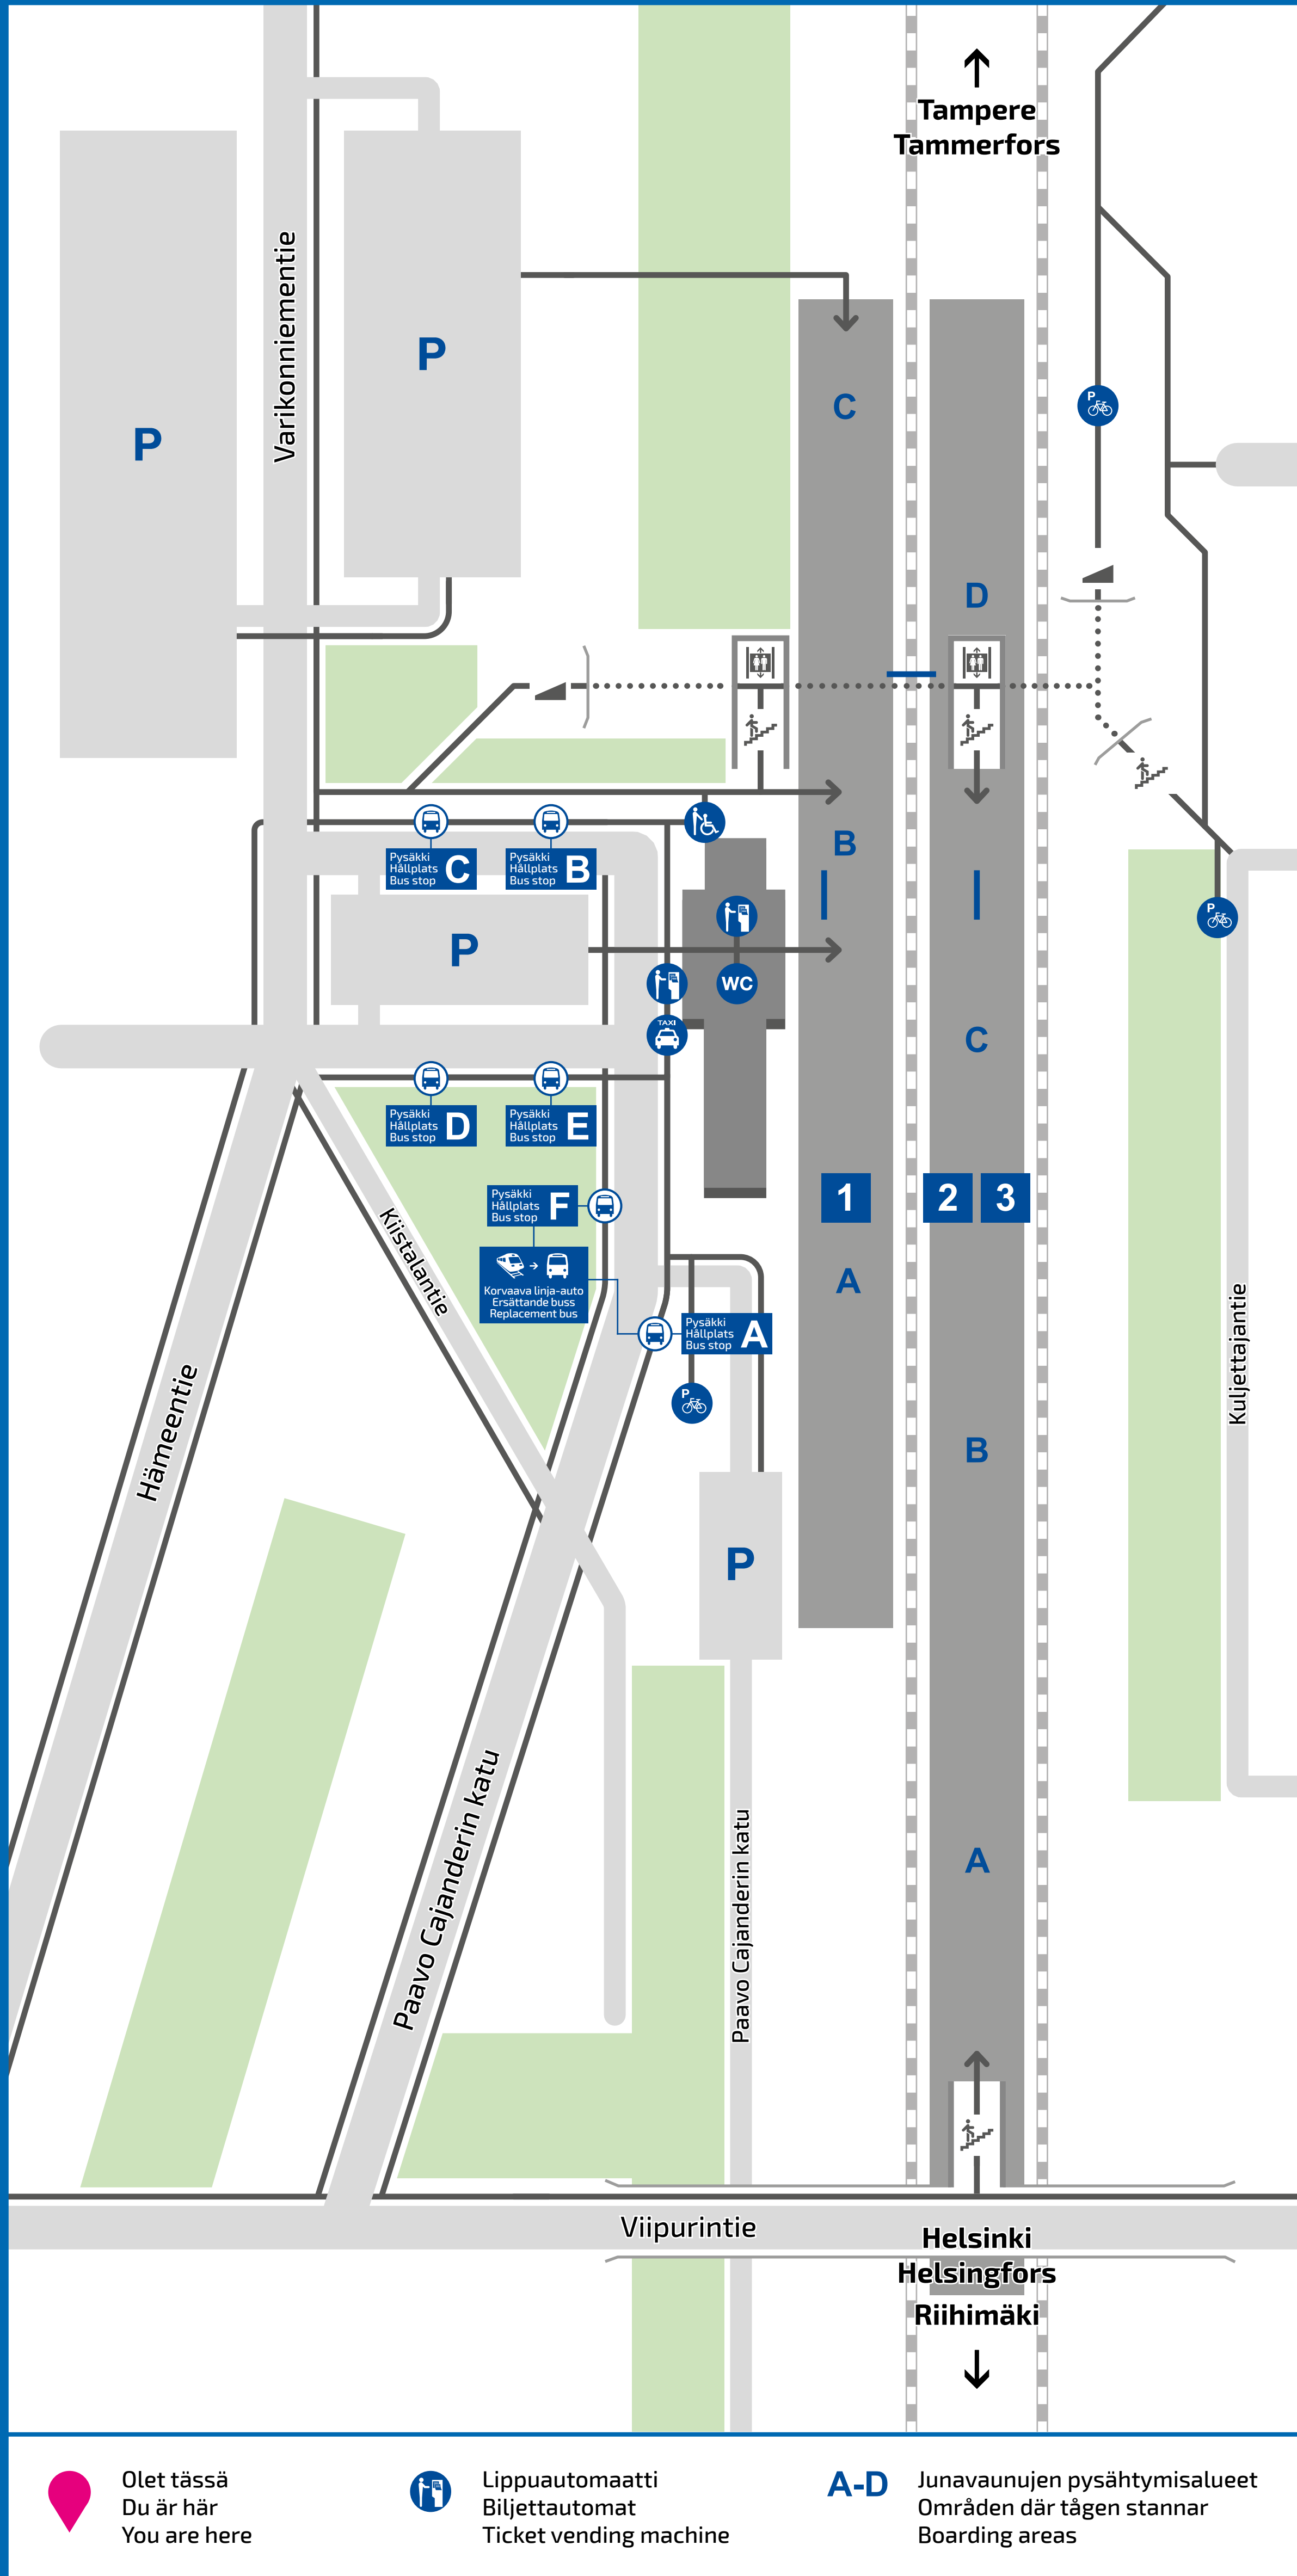 Tampere
Tammerfors
Varikonniementie
P
P
P
C
P
D
Pysäkki
Hållplats
Bus stop
C
Pysäkki
Hållplats
Bus stop
B
B
P
P
WC
TAXI
C
Pysäkki
Hållplats
Bus stop
D
Pysäkki
Hållplats
Bus stop
E
Pysäkki
Hållplats
Bus stop
F
1
2
3
Kiistalantie
Korvaava linja-auto
Ersättande buss
Replacement bus
A
Pysäkki
Hållplats
Bus stop
A
P
Kuljettajantie
Hämeentie
B
P
Paavo Cajanderin katu
Paavo Cajanderin katu
A
Viipurintie
Helsinki
Helsingfors
Riihimäki
Olet tässä
Du är här
You are here
Lippuautomaatti
Biljettautomat
Ticket vending machine
A-D
Junavaunujen pysähtymisalueet
Områden där tågen stannar
Boarding areas